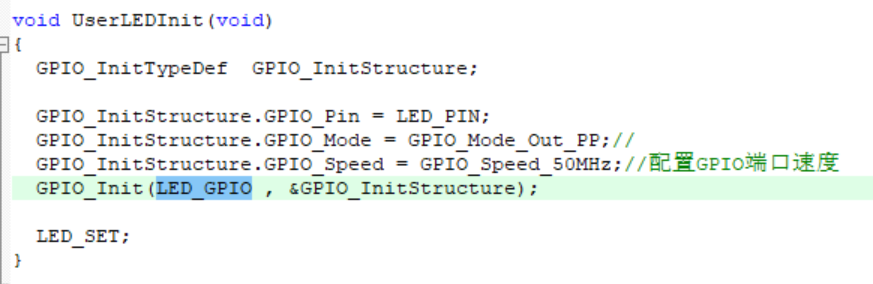 void UserLEDInit(void)
{
GPIO_InitTypeDef  GPIO_InitStructure;
GPIO_InitStructure.GPIO_Pin = LED_PIN;
GPIO_InitStructure.GPIO_Mode = GPIO_Mode_Out_PP;//
GPIO_InitStructure.GPIO_Speed = GPIO_Speed_50MHz;//配置GPIO端口速度
GPIO_Init(LED_GPIO , &GPIO_InitStructure);
LED_SET;
}